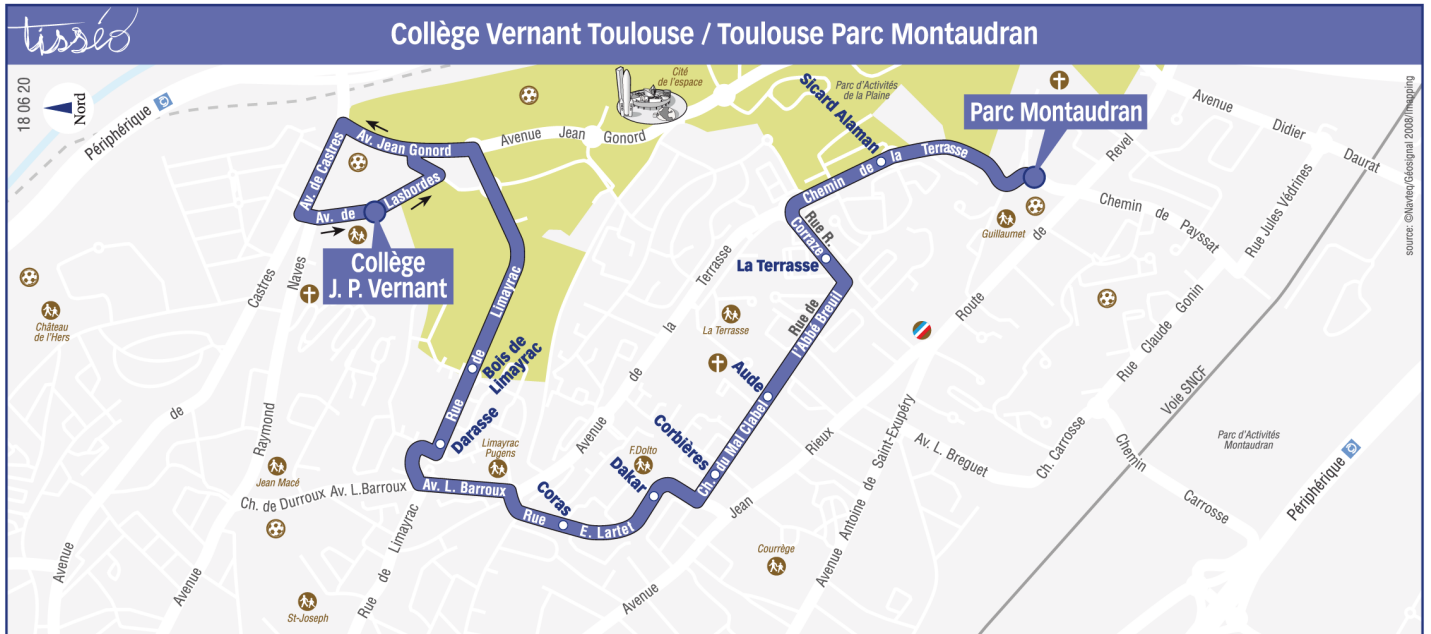 tisséo
Collège Vernant Toulouse / Toulouse Parc Montaudran
18 06 20
Nord
Périphérique
Cité
de l'espace
Parc d'Activités
de la Plaine
Sicard Alaman
Parc Montaudran
Avenue Didier Daurat
Revel
Avenue Jean Gonord
Av. Jean Gonord
Av. de Castres
Av. de Lasbordes
Collège
J. P. Vernant
Chemin de la Terrasse
Rue R.
Corraze
La Terrasse
Guillaumet
Chemin de Payssat
Rue Jules Védrines
source: ©Navteq/Géosignal 2008/Imapping
Château
de l'Hers
Castres
Naves
Limayrac
de
Rue
Bois de
Limayrac
Darasse
Terrasse
la
de
Avenue
La Terrasse
Rue de
l'Abbé Breuil
Aude
Corbières
Ch. du Mal Clabel
Route
de
Rue Claude Gonin
Voie SNCF
Parc d'Activités
Montaudran
Périphérique
de
Raymond
Jean Macé
Ch. de Durroux
Av. L.Barroux
Av. L. Barroux
Limayrac
Pugens
Coras
Rue E. Lartet
F.Dolto
Dakar
Rieux
Jean
Avenue
Avenue Antoine de Saint-Exupéry
Av. L. Breguet
Ch. Carrosse
Chemin
Carrosse
Courrège
Avenue
Avenue
St-Joseph
Rue de Limayrac